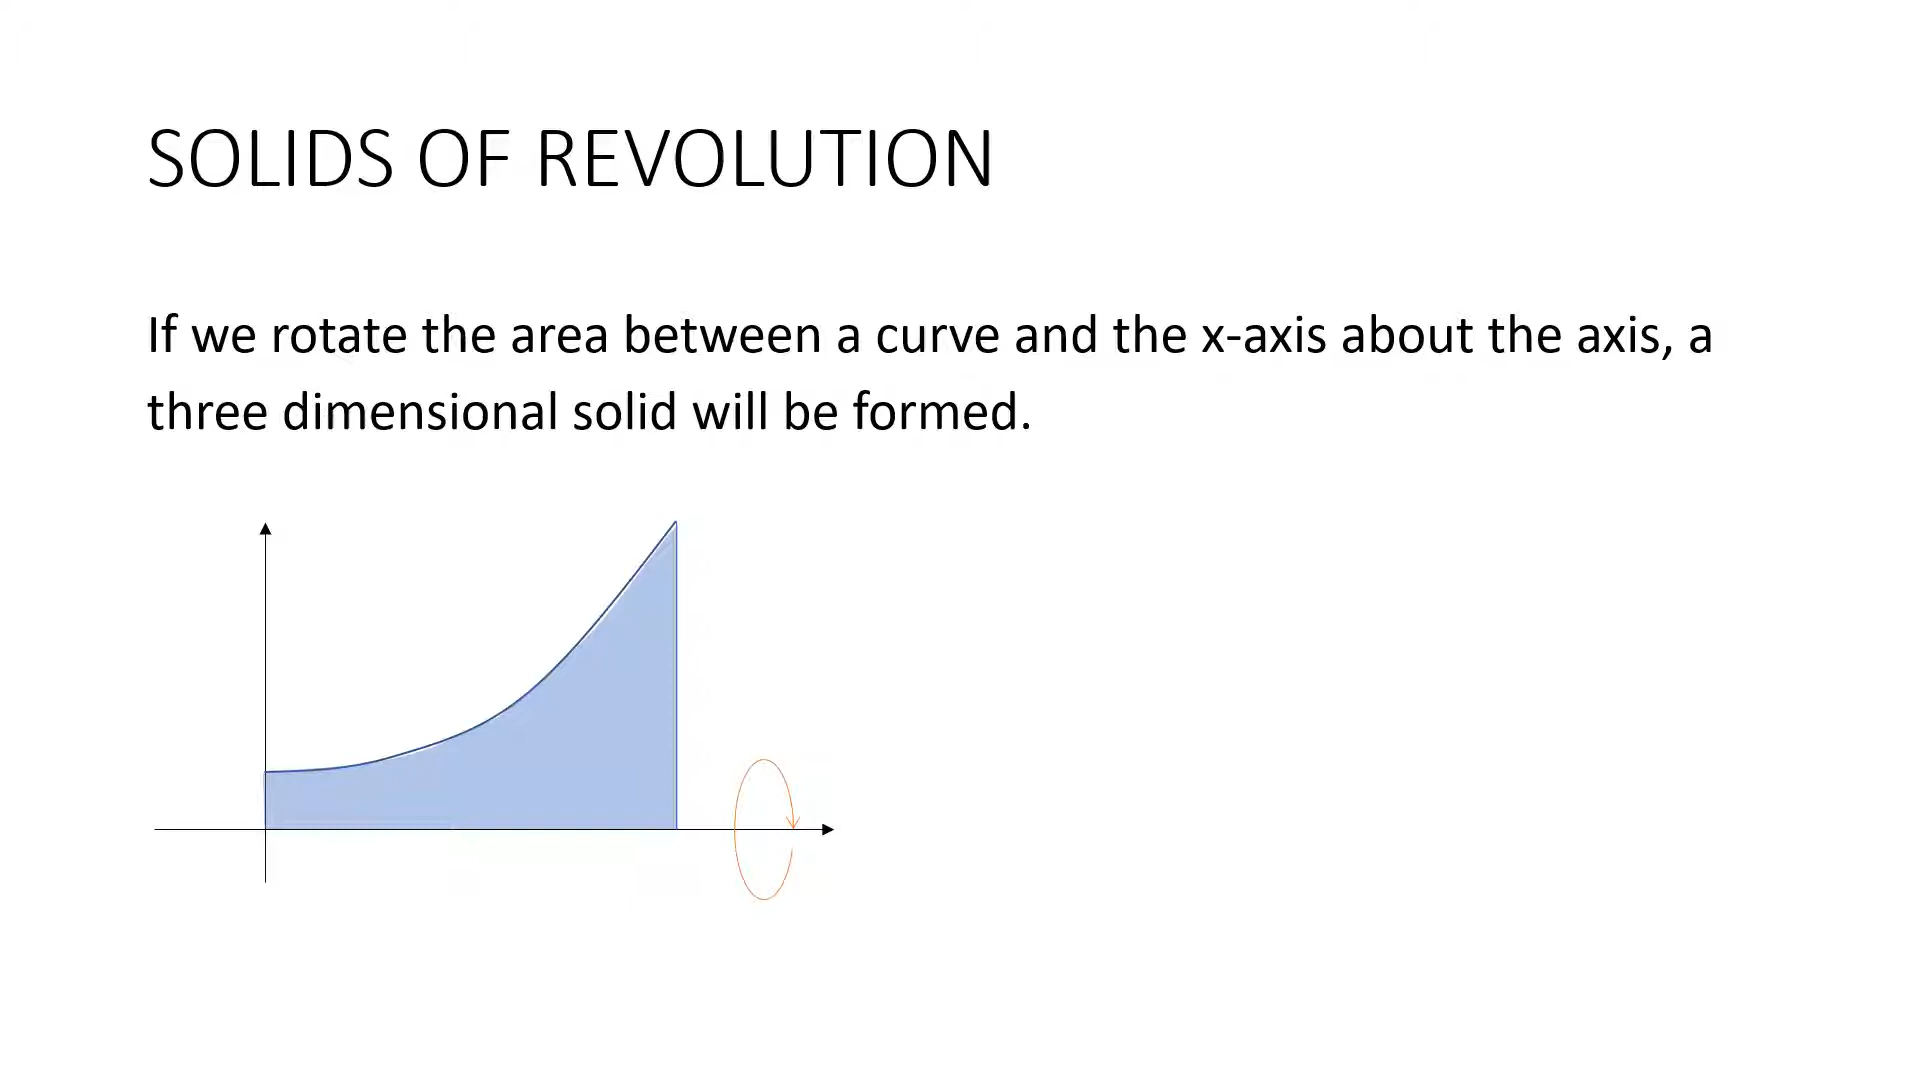 SOLIDS OF REVOLUTION
If we rotate the area between a curve and the x-axis about the axis, a
three dimensional solid will be formed.